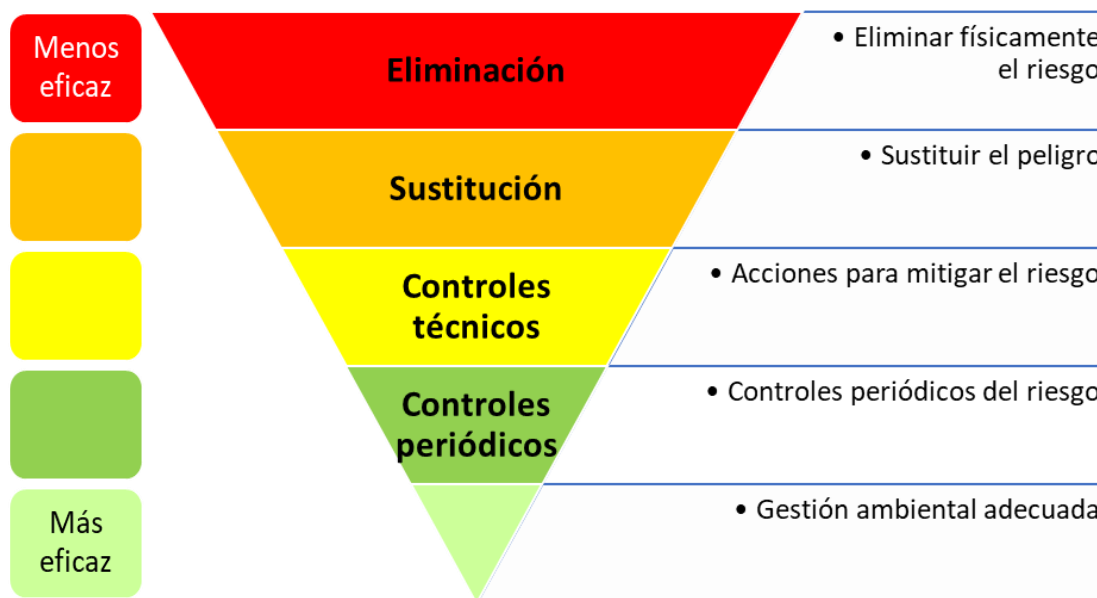 Menos
eficaz
Eliminación
• Eliminar físicamente
el riesgo
Sustitución
• Sustituir el peligro
Controles
técnicos
• Acciones para mitigar el riesgo
Controles
periódicos
• Controles periódicos del riesgo
Más
eficaz
• Gestión ambiental adecuada